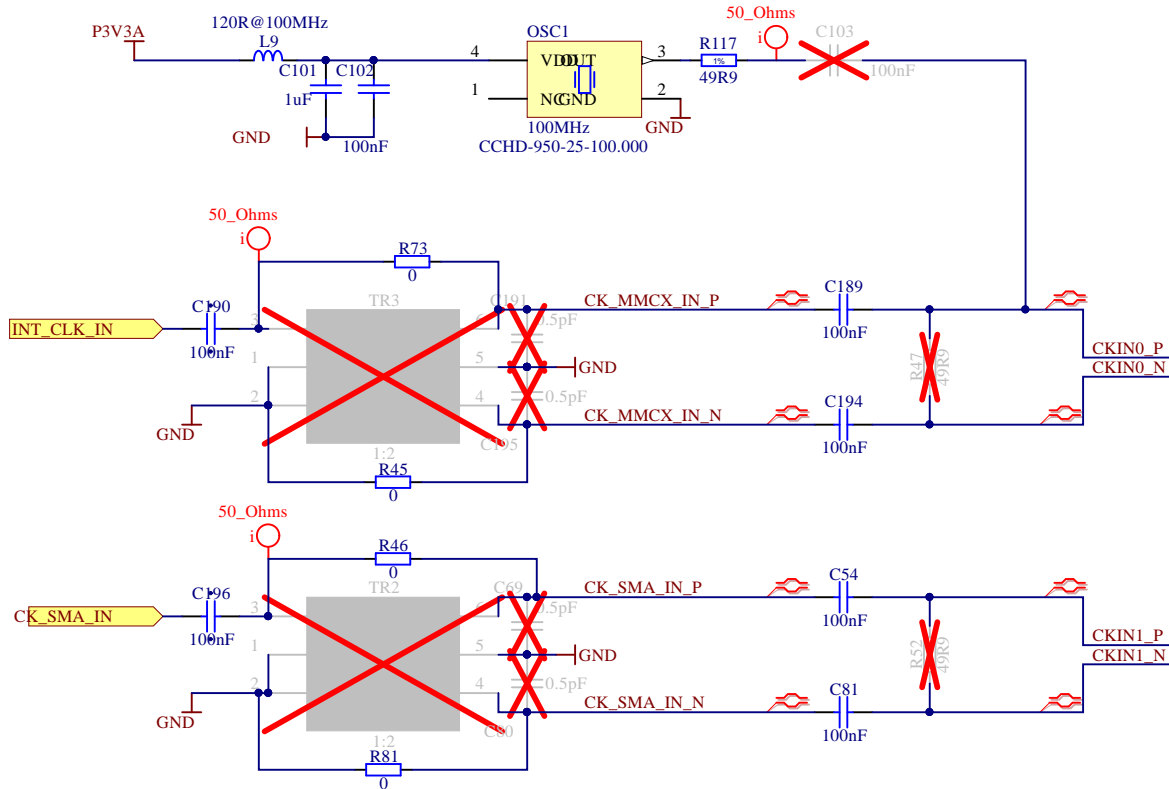 120R@100MHz
P3V3A
L9
C101
C102
1uF
100nF
GND
OSC1
4
VDD
OUT
3
1
NC
GND
2
100MHz
CCHD-950-25-100.000
R117
1%
49R9
50_Ohms
i
C103
100nF
GND
50_Ohms
i
R73
0
C190
INT_CLK_IN
100nF
TR3
3
1
2
5
4
1:2
GND
R45
0
C191
0.5pF
GND
0.5pF
C195
CK_MMCX_IN_P
C189
100nF
CK_MMCX_IN_N
C194
100nF
R47
49R9
CKIN0_P
CKIN0_N
50_Ohms
i
R46
0
C196
CK_SMA_IN
100nF
TR2
3
1
2
5
4
1:2
GND
R81
0
C69
0.5pF
GND
0.5pF
C80
CK_SMA_IN_P
C54
100nF
CK_SMA_IN_N
C81
100nF
R52
49R9
CKIN1_P
CKIN1_N